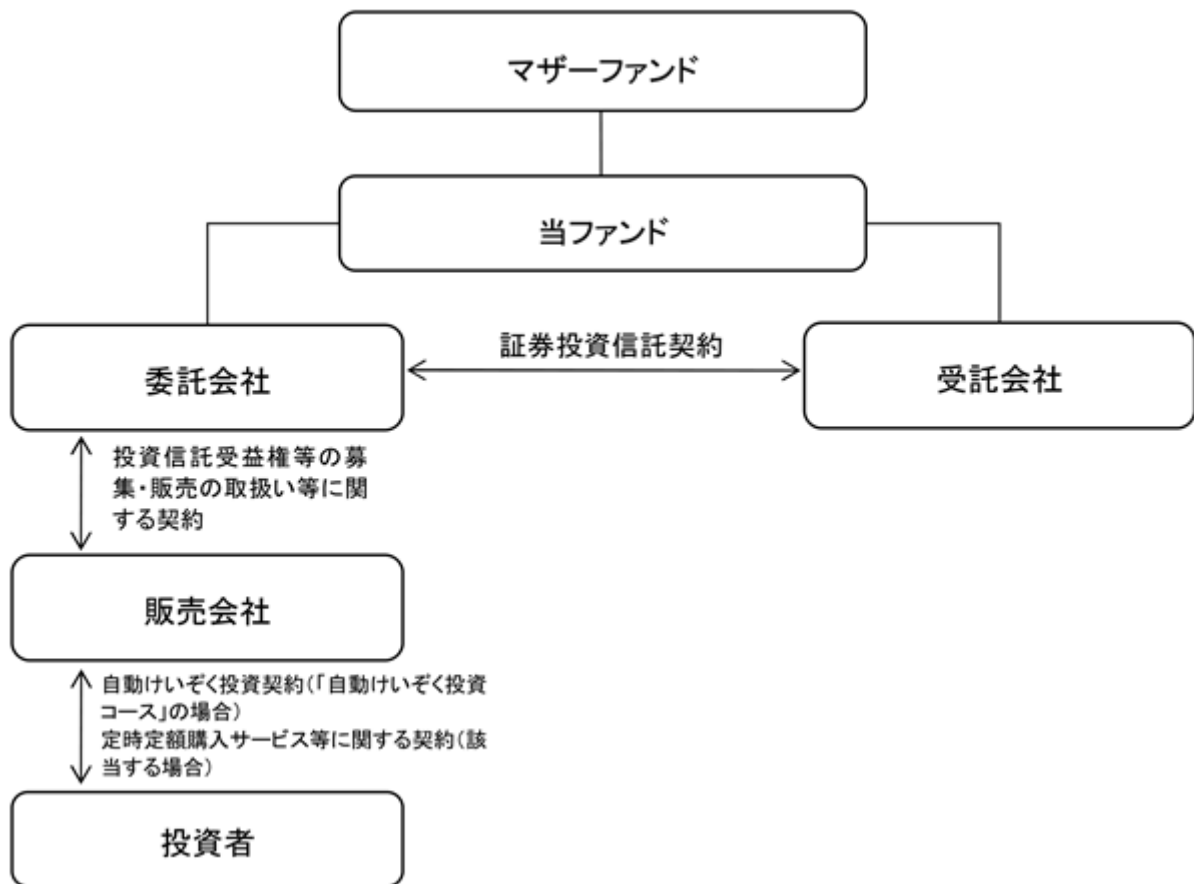 マザーファンド
当ファンド
証券投資信託契約
委託会社
受託会社
投資信託受益権等の募
集・販売の取扱い等に関
する契約
販売会社
自動けいぞく投資契約(「自動けいぞく投資
コース」の場合)
定時定額購入サービス等に関する契約(該
当する場合)
投資者